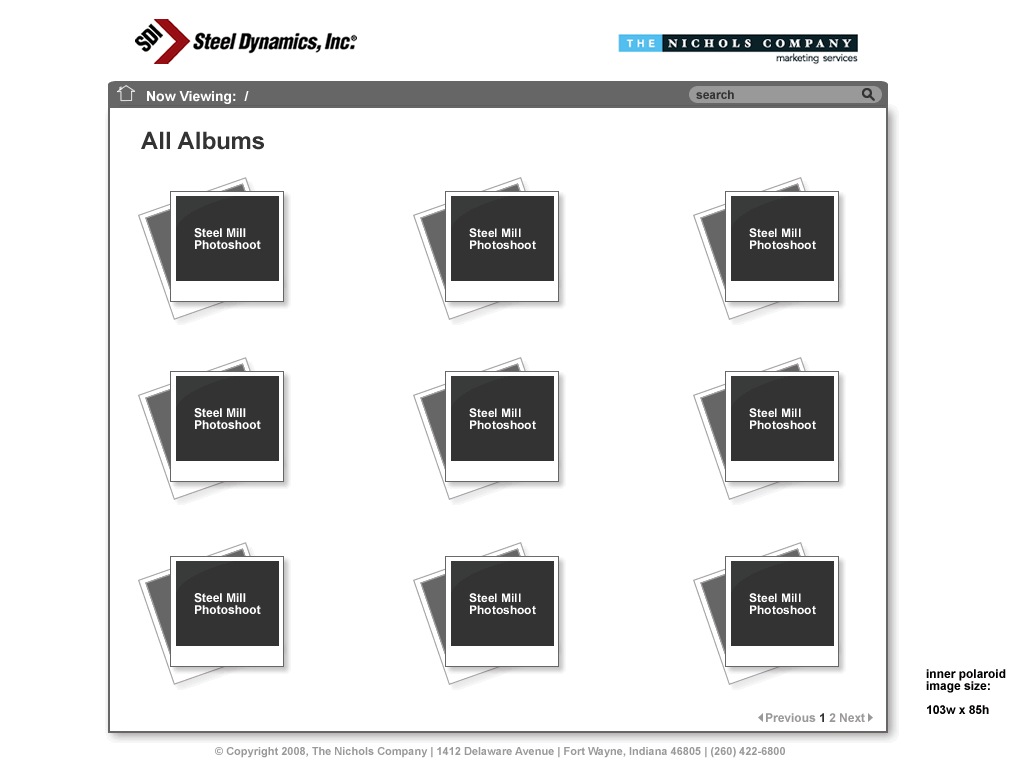 SDI Steel Dynamics, Inc.®
THE NICHOLS COMPANY
marketing services
Now Viewing: /
search
All Albums
Steel Mill
Photoshoot
Steel Mill
Photoshoot
Steel Mill
Photoshoot
Steel Mill
Photoshoot
Steel Mill
Photoshoot
Steel Mill
Photoshoot
Steel Mill
Photoshoot
Steel Mill
Photoshoot
Steel Mill
Photoshoot
inner polaroid
image size:
103w x 85h
Previous 1 2 Next
© Copyright 2008, The Nichols Company | 1412 Delaware Avenue | Fort Wayne, Indiana 46805 | (260) 422-6800